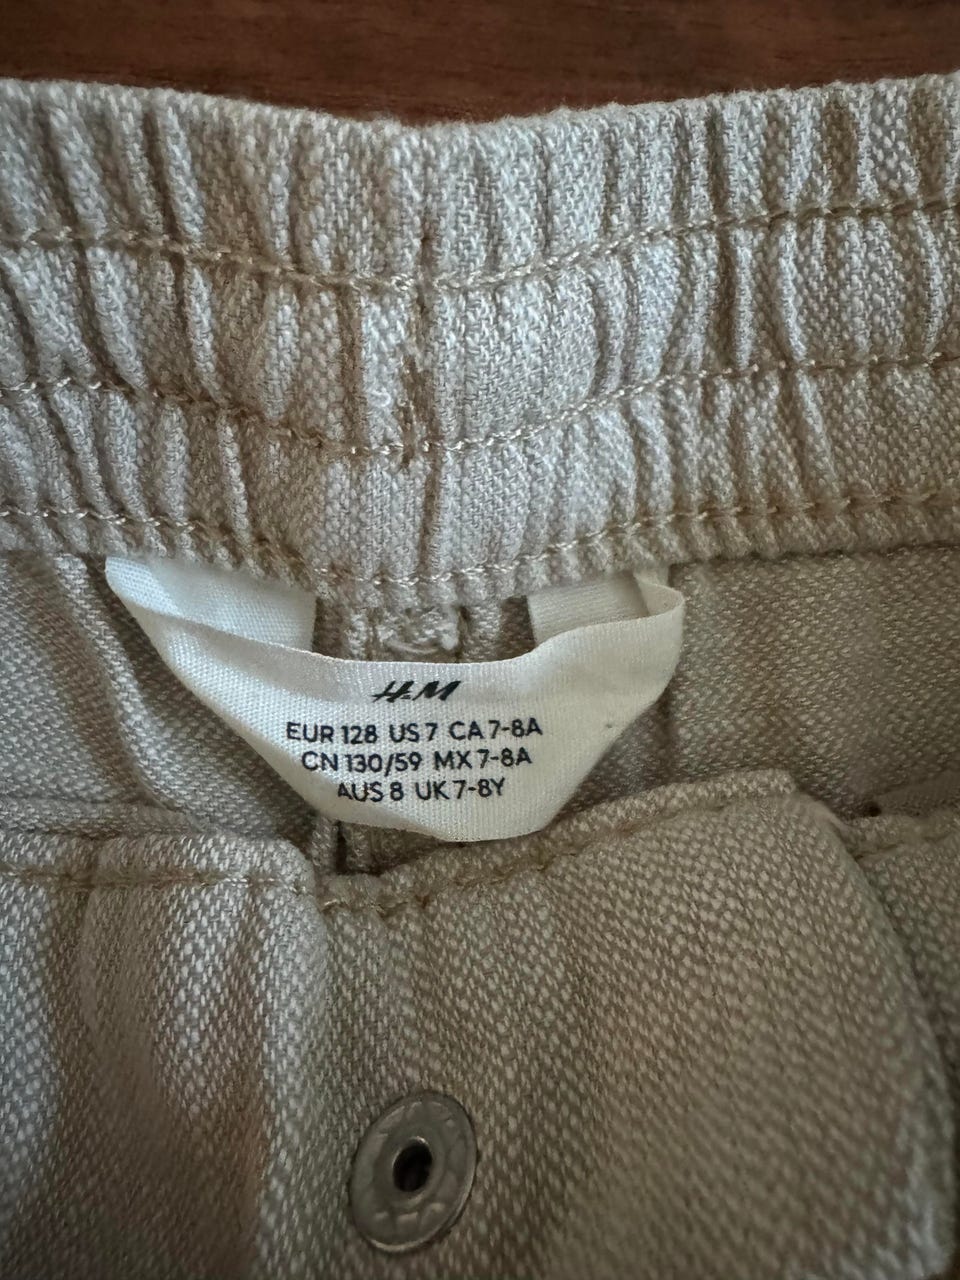 H&M
EUR 128 US 7 CA 7-8A
CN 130/59 MX 7-8A
AUS 8 UK 7-8Y